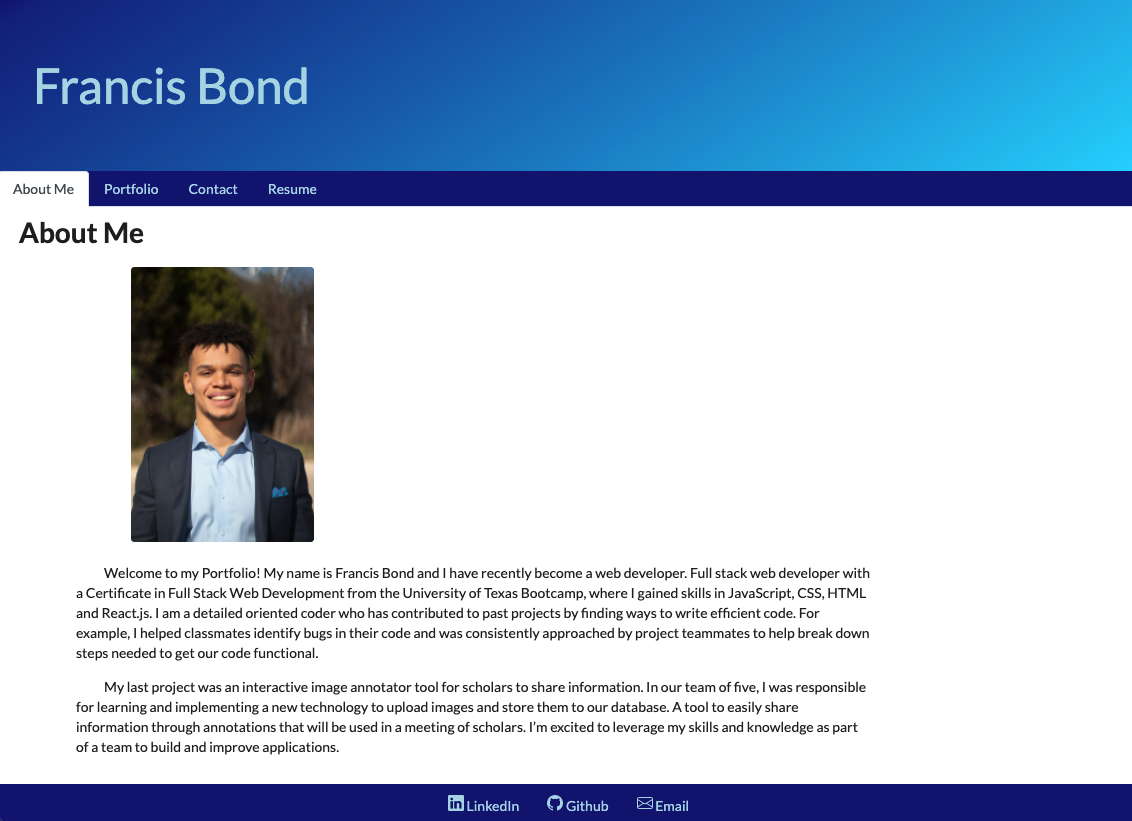 Francis Bond
About Me Portfolio Contact Resume
About Me
Welcome to my Portfolio! My name is Francis Bond and I have recently become a web developer. Full stack web developer with
a Certificate in Full Stack Web Development from the University of Texas Bootcamp, where I gained skills in JavaScript, CSS, HTML
and React.js. I am a detailed oriented coder who has contributed to past projects by finding ways to write efficient code. For
example, I helped classmates identify bugs in their code and was consistently approached by project teammates to help break down
steps needed to get our code functional.
My last project was an interactive image annotator tool for scholars to share information. In our team of five, I was responsible
for learning and implementing a new technology to upload images and store them to our database. A tool to easily share
information through annotations that will be used in a meeting of scholars. I’m excited to leverage my skills and knowledge as part
of a team to build and improve applications.
LinkedIn Github Email